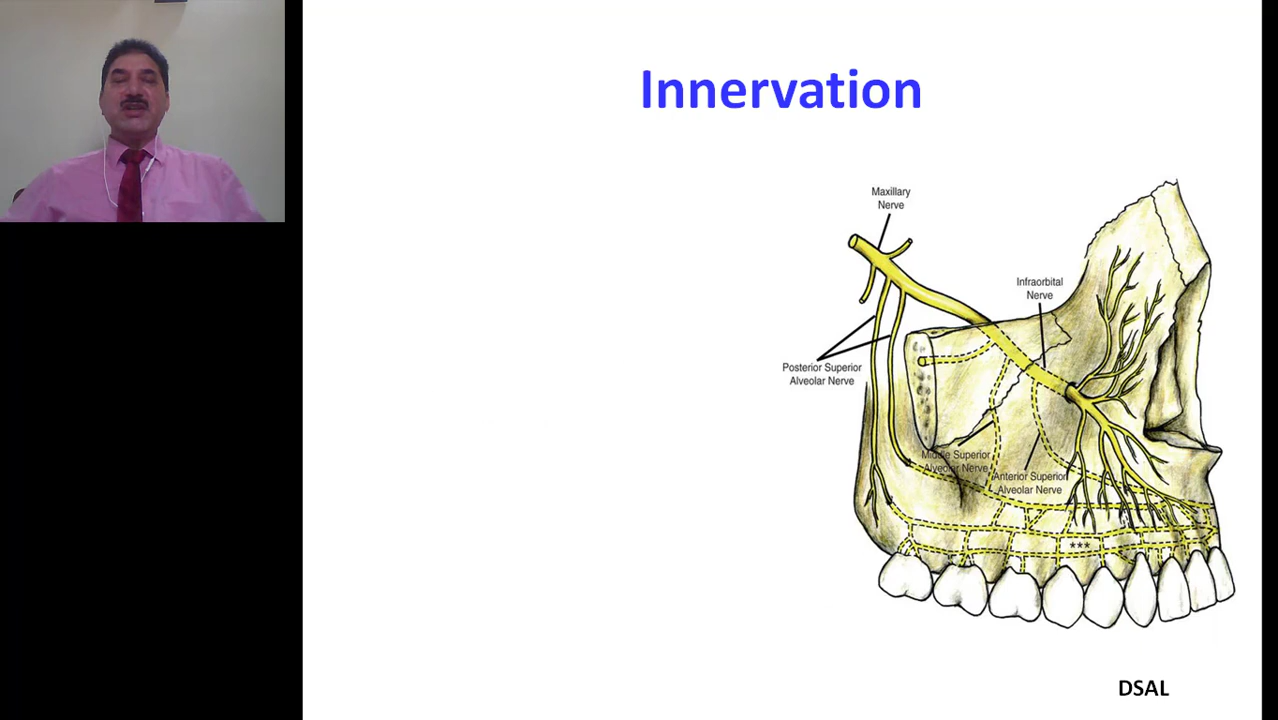 Innervation
Maxillary
Nerve
Infraorbital
Nerve
Posterior Superior
Alveolar Nerve
Middle Superior
Alveolar Nerve
Anterior Superior
Alveolar Nerve
***
DSAL